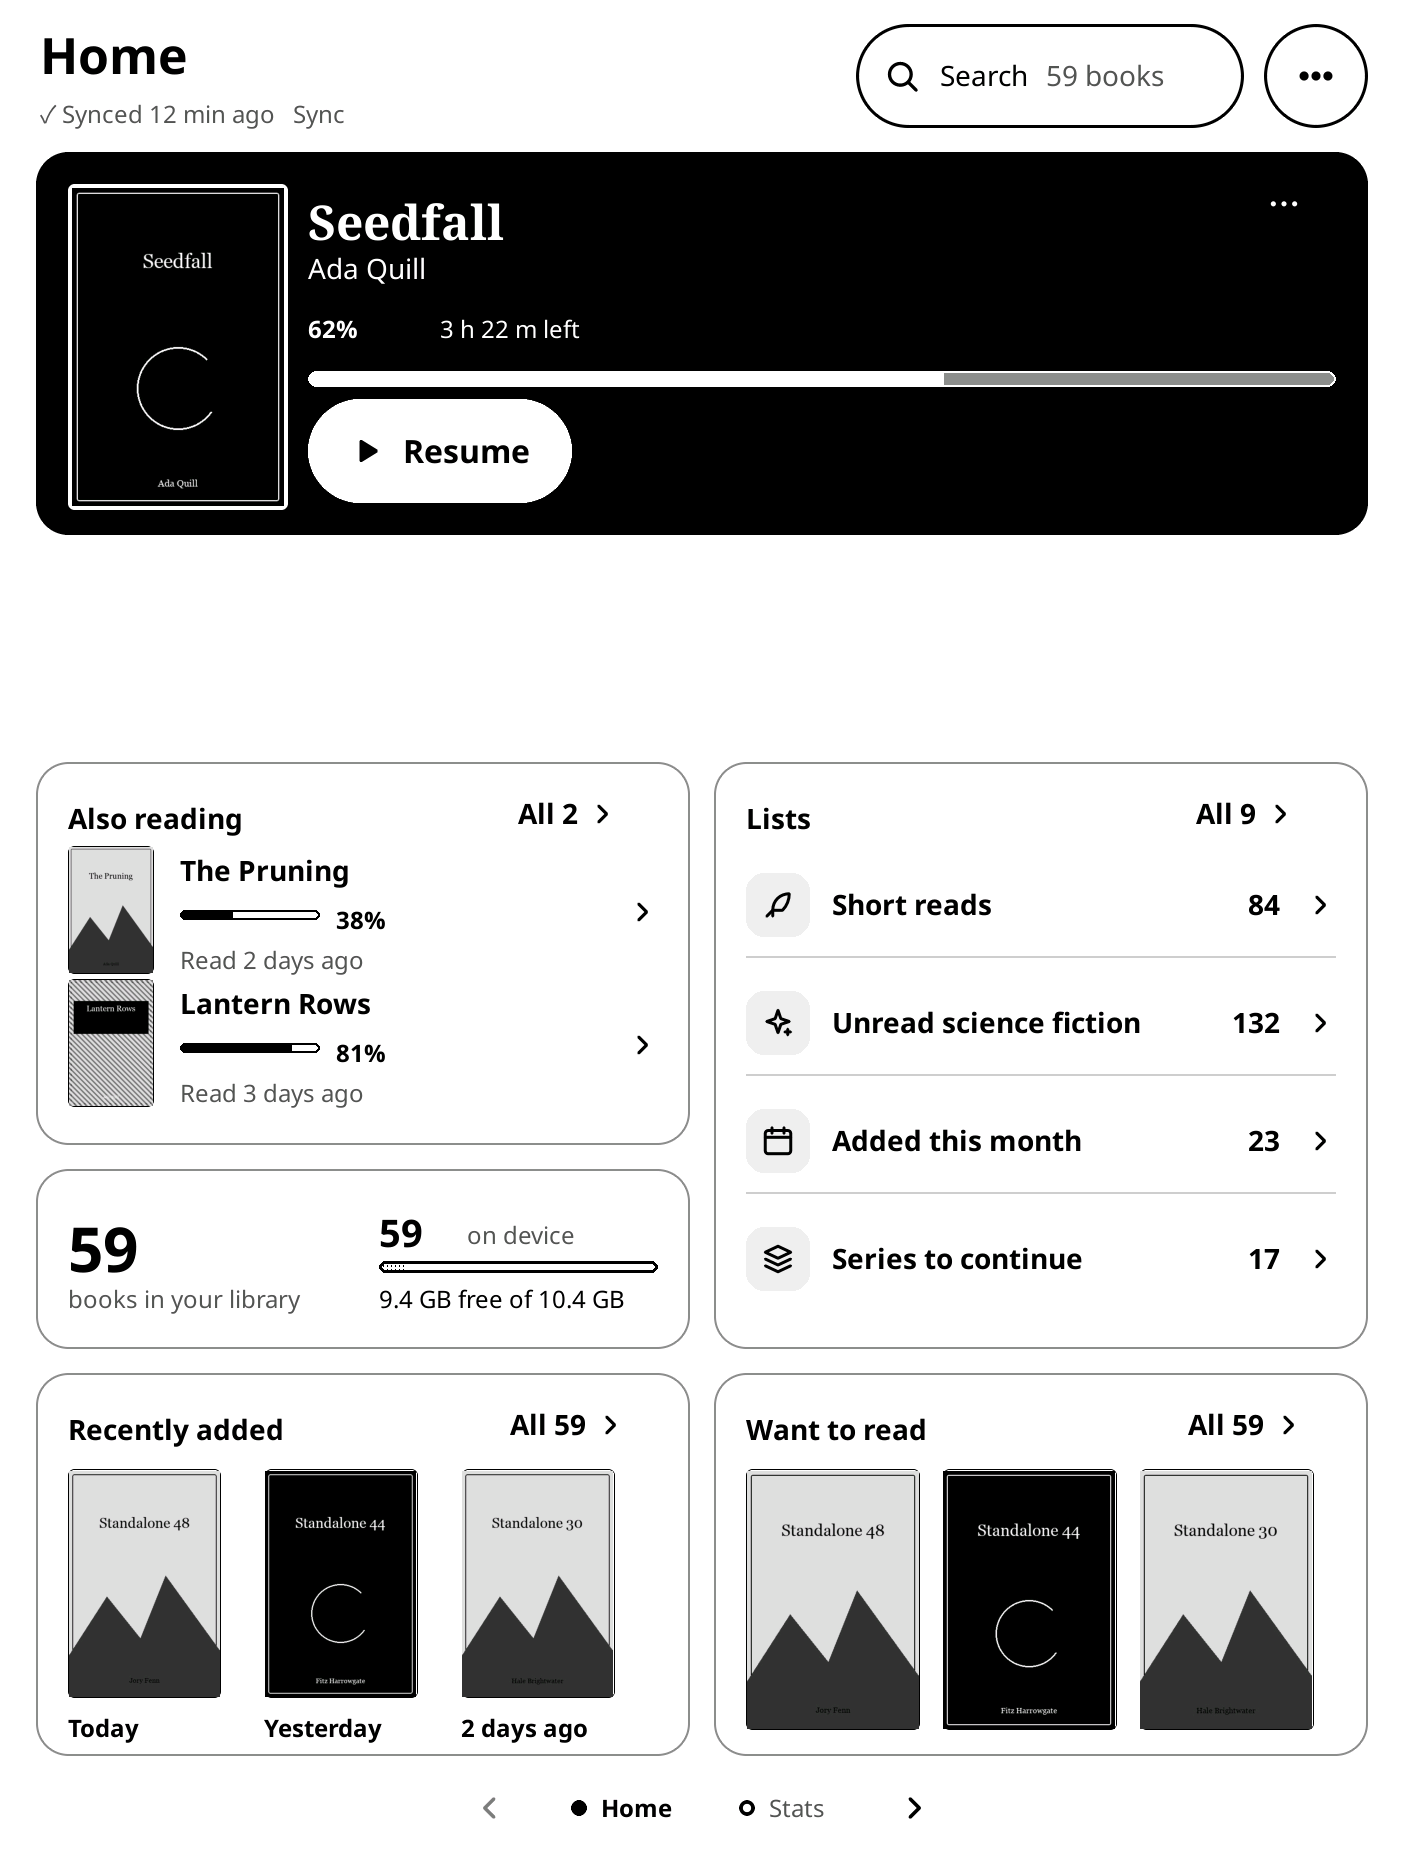 Home
✓ Synced 12 min ago Sync
Search 59 books
Seedfall
Ada Quill
Seedfall
Ada Quill
62% 3 h 22 m left
Resume
Also reading All 2
The Pruning
The Pruning
38%
Read 2 days ago
Lantern Rows
Lantern Rows
81%
Read 3 days ago
Lists All 9
Short reads 84
Unread science fiction 132
Added this month 23
Series to continue 17
59
books in your library
59 on device
9.4 GB free of 10.4 GB
Recently added All 59
Standalone 48
Jory Fenn
Today
Standalone 44
Fitz Harrowgate
Yesterday
Standalone 30
Hale Brightwater
2 days ago
Want to read All 59
Standalone 48
Jory Fenn
Standalone 44
Fitz Harrowgate
Standalone 30
Hale Brightwater
Home Stats